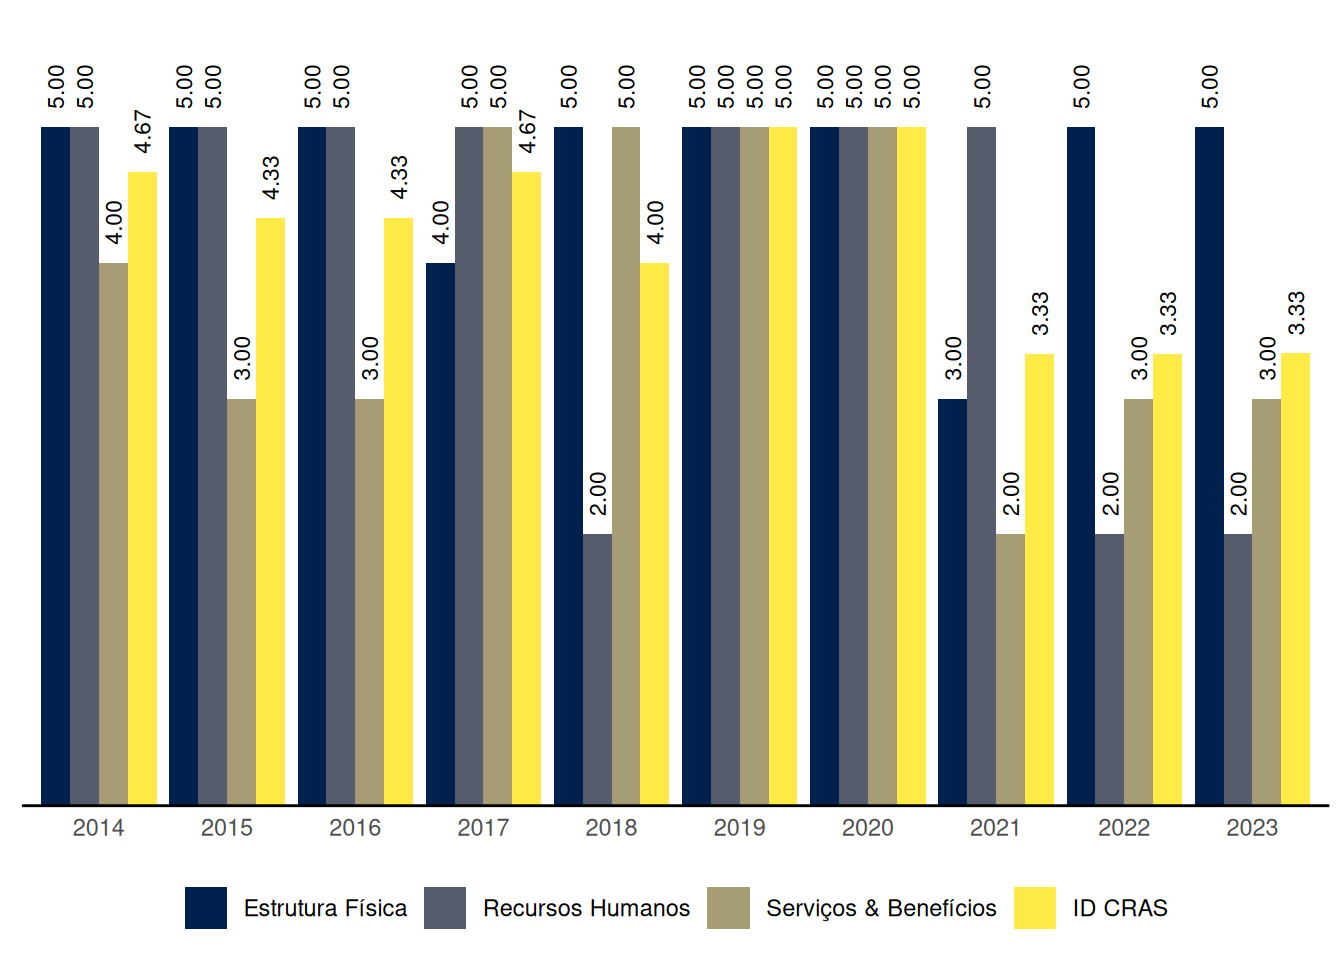 5.00 5.00 4.00 4.67 5.00 5.00 3.00 4.33 5.00 5.00 3.00 4.33 4.00 5.00 5.00 4.67 5.00 2.00 5.00 4.00 5.00 5.00 5.00 5.00 5.00 5.00 5.00 5.00 3.00 5.00 2.00 3.33 5.00 2.00 3.00 3.33 5.00 2.00 3.00 3.33
2014 2015 2016 2017 2018 2019 2020 2021 2022 2023
Estrutura Física Recursos Humanos Serviços & Benefícios ID CRAS